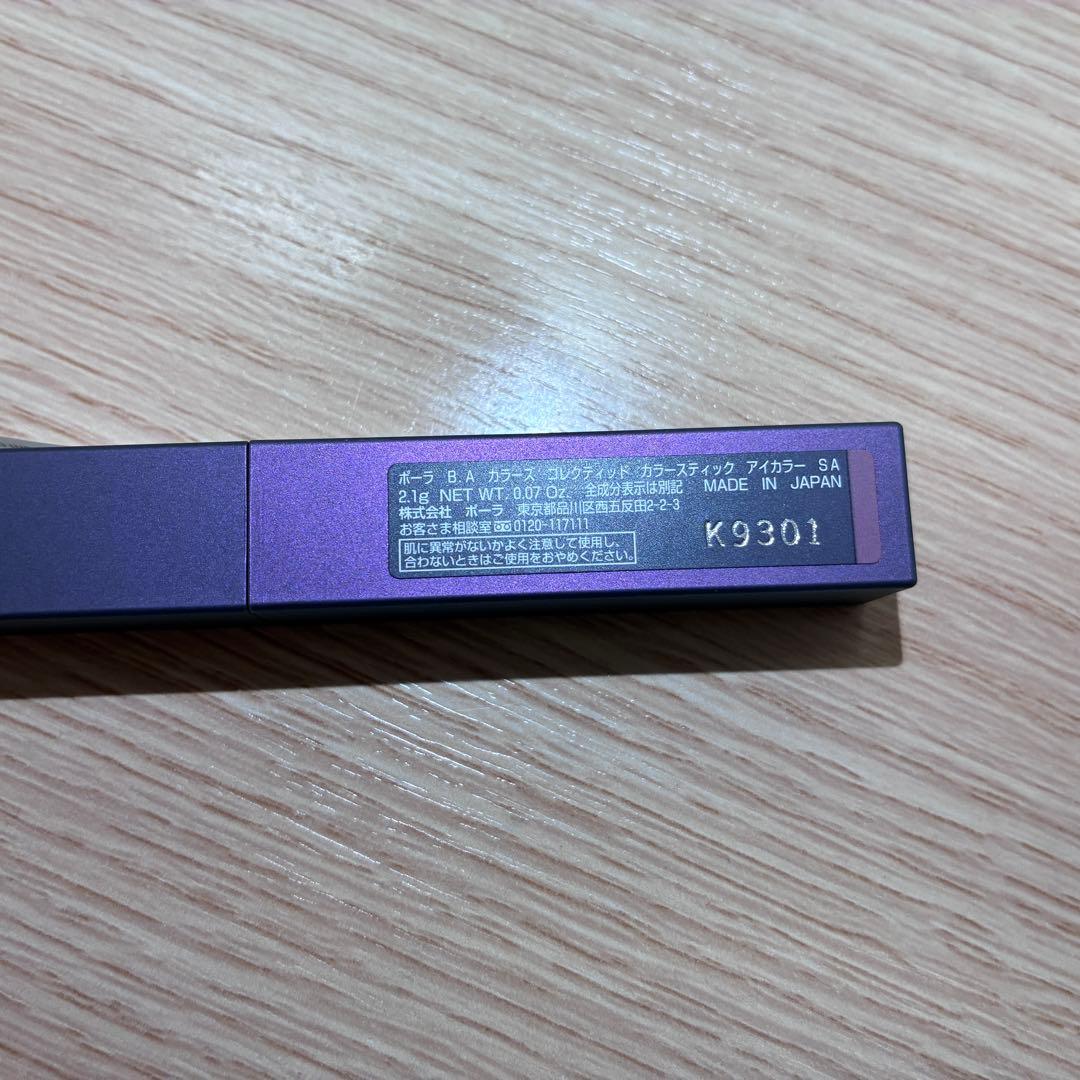 ポーラ B.A カラーズ コレクティッド カラースティック アイカラー SA
2.1g NET WT. 0.07 Oz. 全成分表示は別記 MADE IN JAPAN
株式会社 ポーラ 東京都品川区西五反田2-2-3
お客さま相談室 0120-117111
肌に異常がないかよく注意して使用し、
合わないときはご使用をおやめください。
K9301